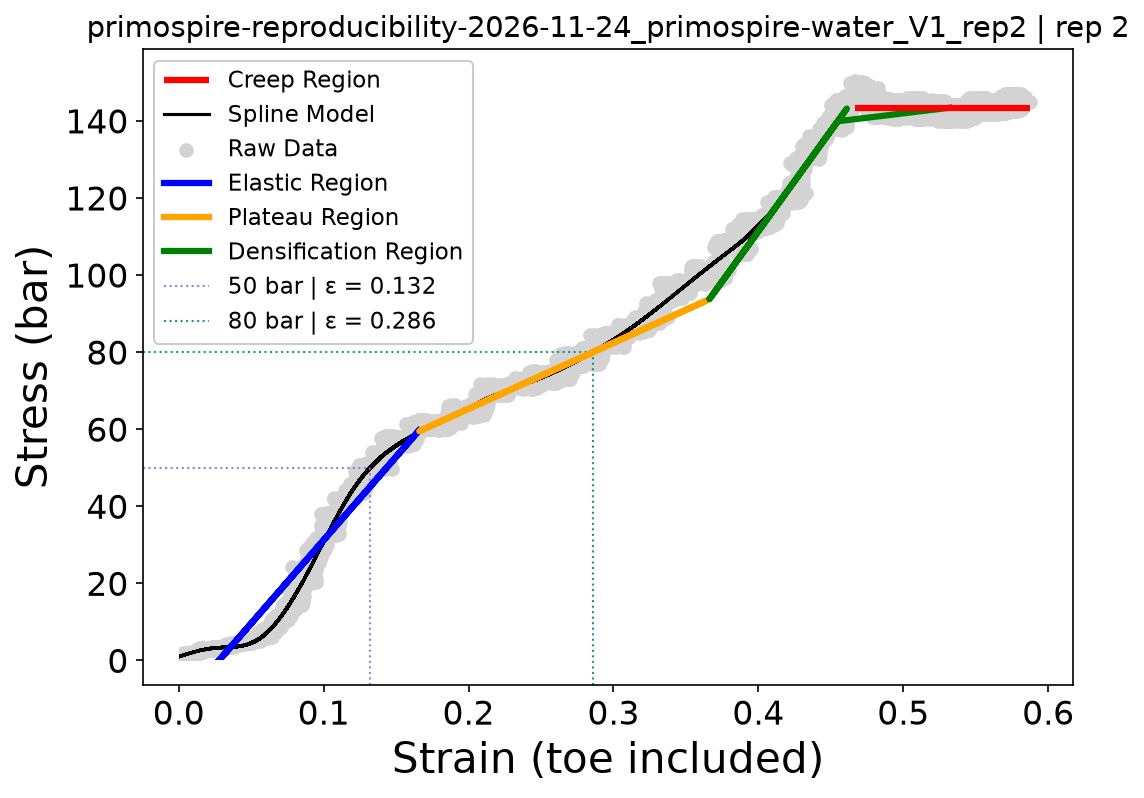 primospire-reproducibility-2026-11-24_primospire-water_V1_rep2 | rep 2
Creep Region
Spline Model
Raw Data
Elastic Region
Plateau Region
Densification Region
50 bar | ε = 0.132
80 bar | ε = 0.286
Stress (bar)
140
120
100
80
60
40
20
0
0.0 0.1 0.2 0.3 0.4 0.5 0.6
Strain (toe included)